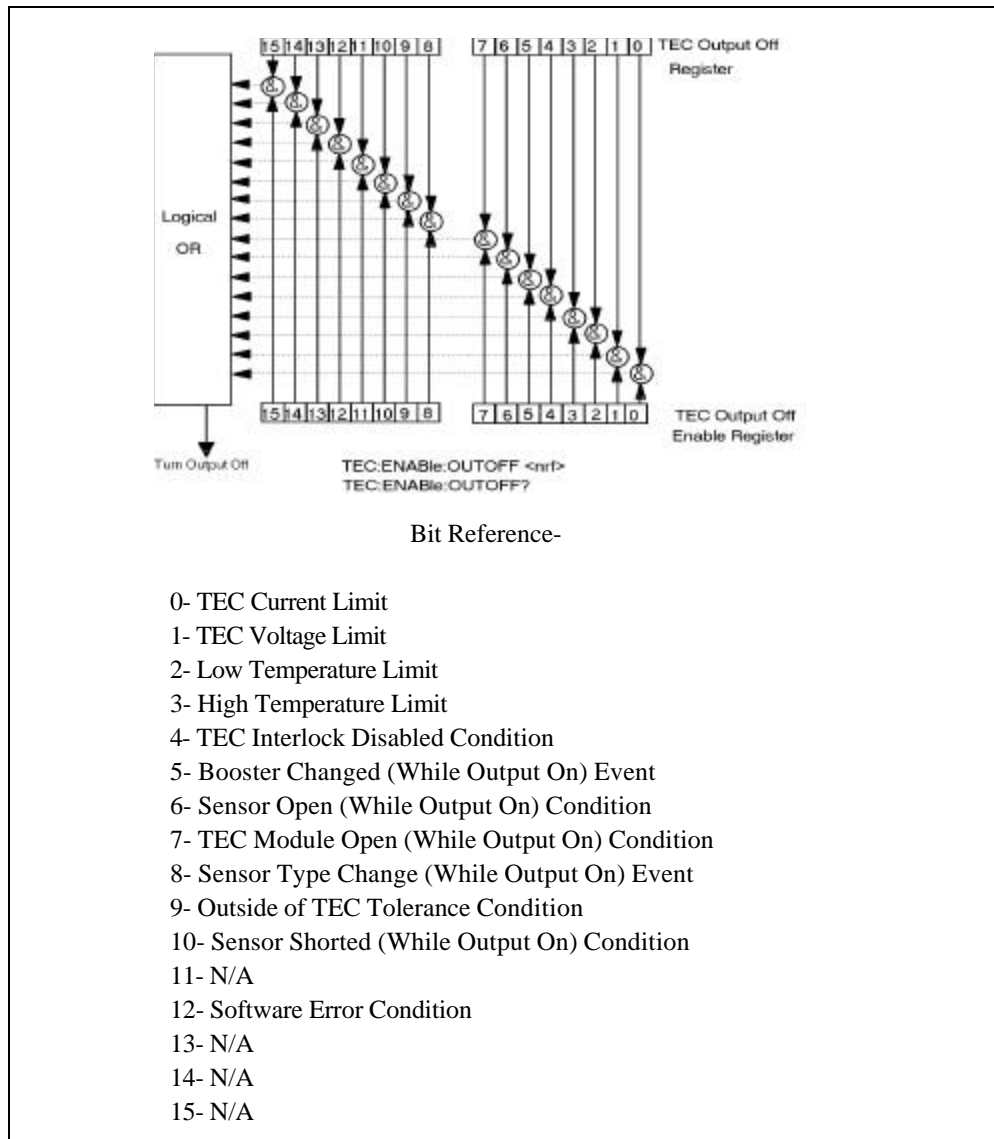 15 14 13 12 11 10 9 8 7 6 5 4 3 2 1 0 TEC Output Off
Register
& & & & & & & &
& & & & & & & &
Logical
OR
15 14 13 12 11 10 9 8 7 6 5 4 3 2 1 0 TEC Output Off
Enable Register
Turn Output Off
TEC:ENABle:OUTOFF <nrf>
TEC:ENABle:OUTOFF?
Bit Reference-
0- TEC Current Limit
1- TEC Voltage Limit
2- Low Temperature Limit
3- High Temperature Limit
4- TEC Interlock Disabled Condition
5- Booster Changed (While Output On) Event
6- Sensor Open (While Output On) Condition
7- TEC Module Open (While Output On) Condition
8- Sensor Type Change (While Output On) Event
9- Outside of TEC Tolerance Condition
10- Sensor Shorted (While Output On) Condition
11- N/A
12- Software Error Condition
13- N/A
14- N/A
15- N/A